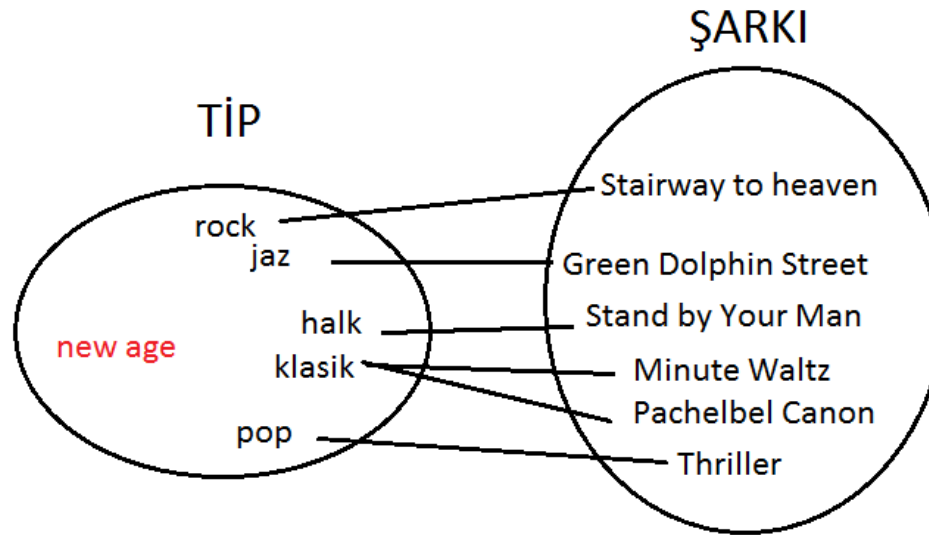 TİP
rock
jaz
halk
new age
klasik
pop
ŞARKI
Stairway to heaven
Green Dolphin Street
Stand by Your Man
Minute Waltz
Pachelbel Canon
Thriller